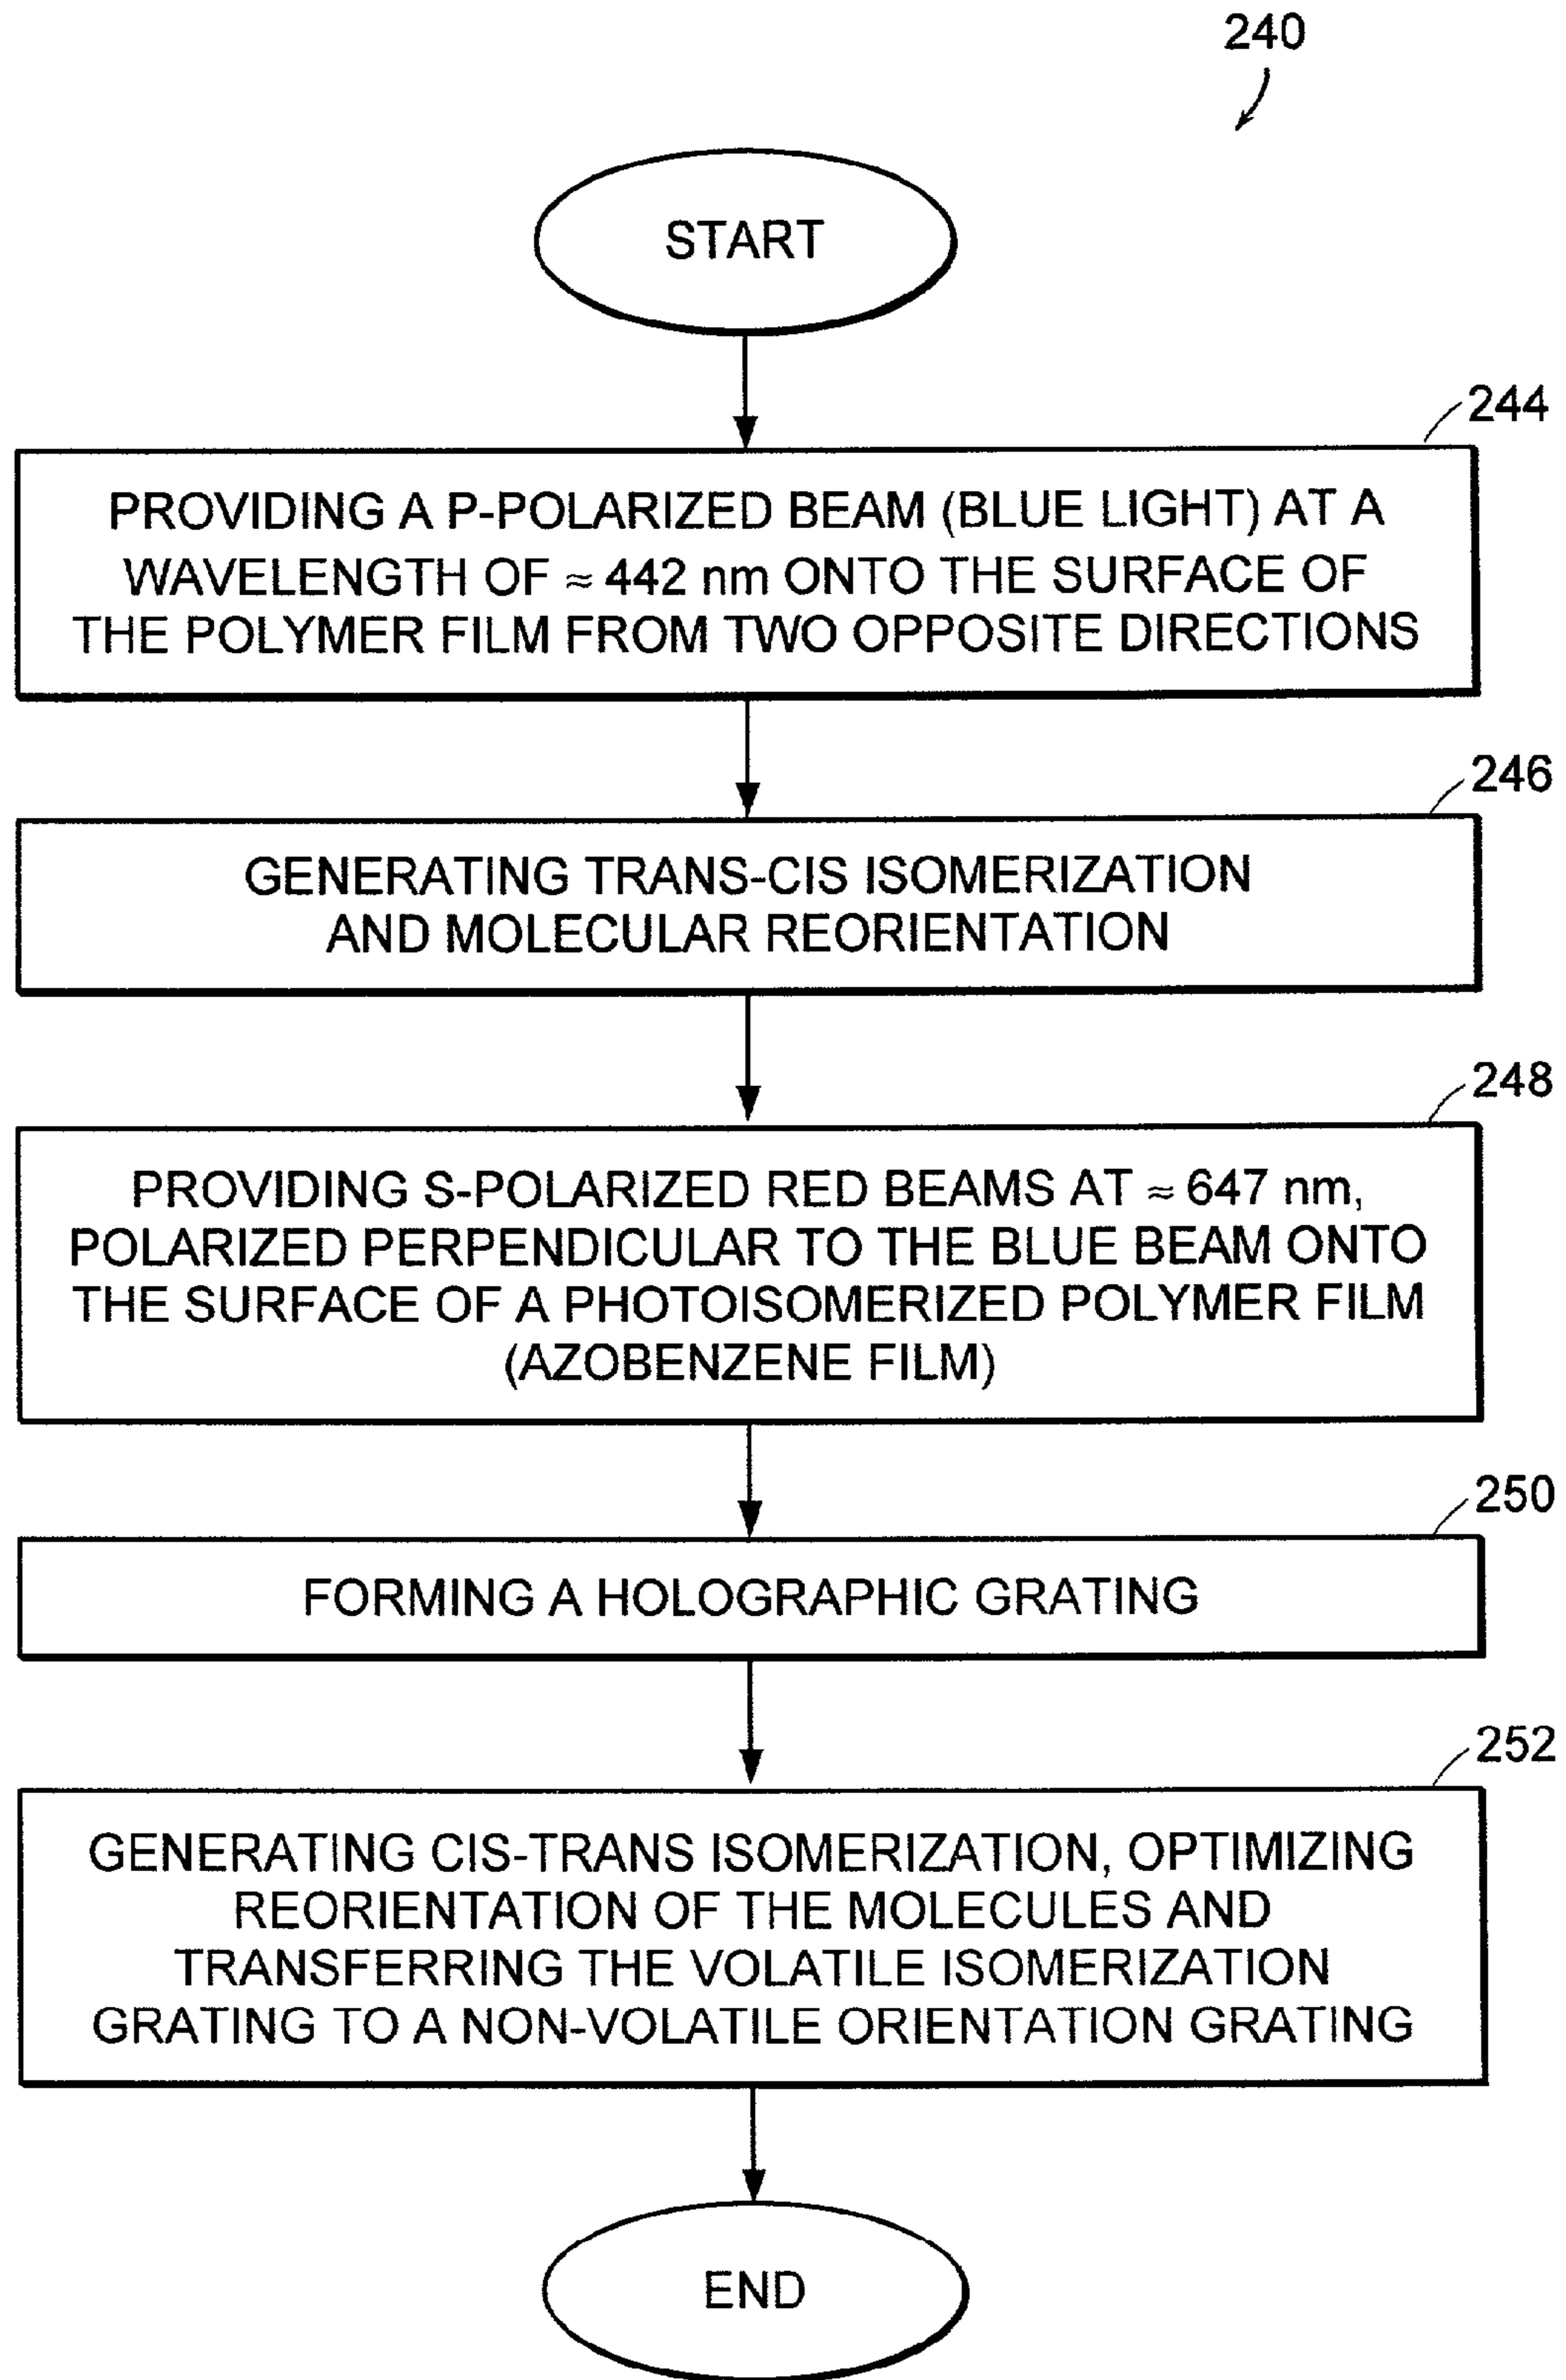 240
START
244
PROVIDING A P-POLARIZED BEAM (BLUE LIGHT) AT A
WAVELENGTH OF ≈ 442 nm ONTO THE SURFACE OF
THE POLYMER FILM FROM TWO OPPOSITE DIRECTIONS
246
GENERATING TRANS-CIS ISOMERIZATION
AND MOLECULAR REORIENTATION
248
PROVIDING S-POLARIZED RED BEAMS AT ≈ 647 nm,
POLARIZED PERPENDICULAR TO THE BLUE BEAM ONTO
THE SURFACE OF A PHOTOISOMERIZED POLYMER FILM
(AZOBENZENE FILM)
250
FORMING A HOLOGRAPHIC GRATING
252
GENERATING CIS-TRANS ISOMERIZATION, OPTIMIZING
REORIENTATION OF THE MOLECULES AND
TRANSFERRING THE VOLATILE ISOMERIZATION
GRATING TO A NON-VOLATILE ORIENTATION GRATING
END